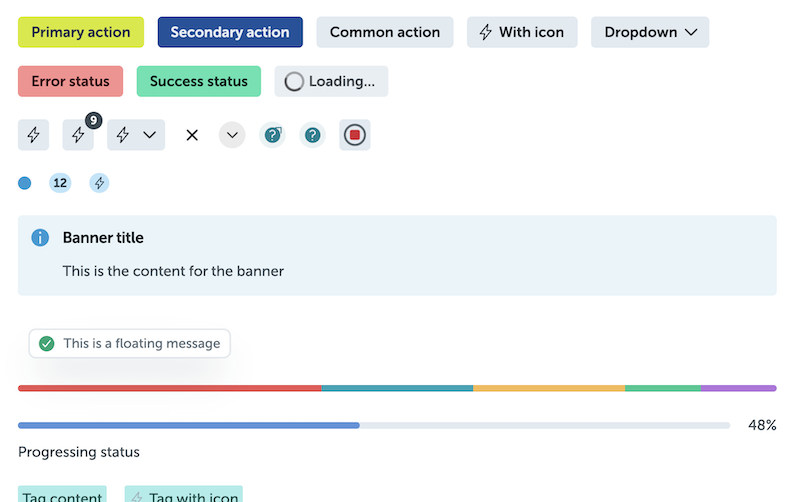 Primary action
Secondary action
Common action
With icon
Dropdown
Error status
Success status
Loading...
9
12
Banner title
This is the content for the banner
This is a floating message
48%
Progressing status
Tag content
Tag with icon